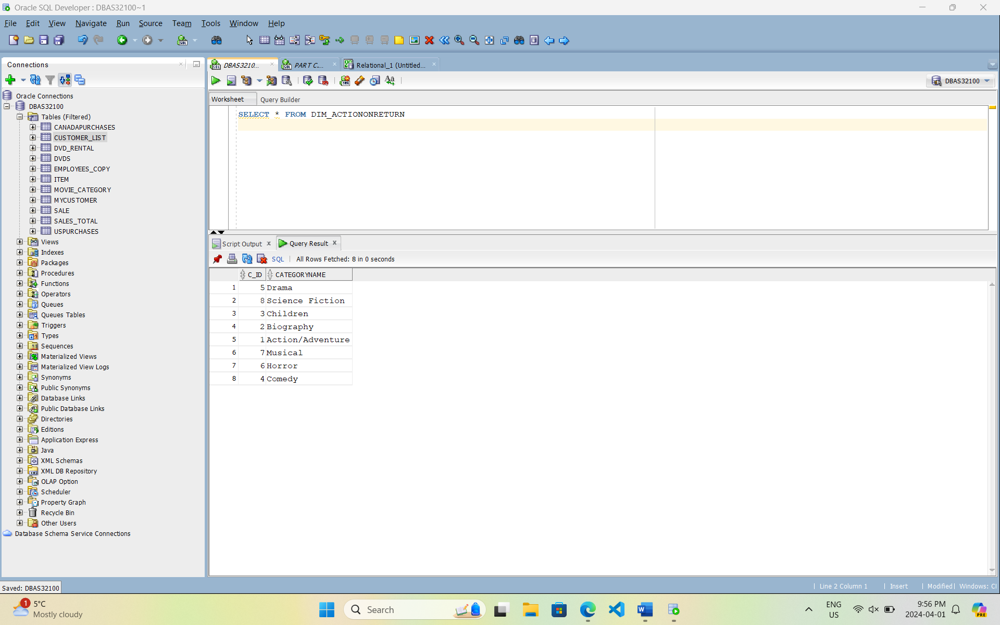 Oracle SQL Developer : DBAS32100~1
File Edit View Navigate Run Source Team Tools Window Help
Connections
Oracle Connections
DBAS32100
Tables (Filtered)
CANADAPURCHASES
CUSTOMER_LIST
DVD_RENTAL
DVDS
EMPLOYEES_COPY
ITEM
MOVIE_CATEGORY
MYCUSTOMER
SALE
SALES_TOTAL
USPURCHASES
Views
Indexes
Packages
Procedures
Functions
Operators
Queues
Queues Tables
Triggers
Types
Sequences
Materialized Views
Materialized View Logs
Synonyms
Public Synonyms
Database Links
Public Database Links
Directories
Editions
Application Express
Java
XML Schemas
XML DB Repository
OLAP Option
Scheduler
Property Graph
Recycle Bin
Other Users
Database Schema Service Connections
DBAS3210... PART C.... Relational_1 (Untitled...
DBAS32100
Worksheet Query Builder
SELECT * FROM DIM_ACTIONONRETURN
Script Output Query Result
SQL All Rows Fetched: 8 in 0 seconds
C_ID CATEGORYNAME
1 5 Drama
2 8 Science Fiction
3 3 Children
4 2 Biography
5 1 Action/Adventure
6 7 Musical
7 6 Horror
8 4 Comedy
Saved: DBAS32100
Line 2 Column 1 Insert Modified Windows: Cl
1
5°C
Mostly cloudy
Search
ENG
US
9:56 PM
2024-04-01
PRE